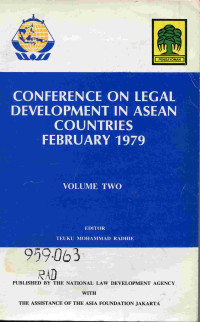 PENGAYOMAN
CONFERENCE ON LEGAL
DEVELOPMENT IN ASEAN
COUNTRIES
FEBRUARY 1979
VOLUME TWO
EDITOR
TEUKU MOHAMMAD RADHIE
959.063
RAD
PUBLISHED BY THE NATIONAL LAW DEVELOPMENT AGENCY
WITH
THE ASSISTANCE OF THE ASIA FOUNDATION JAKARTA